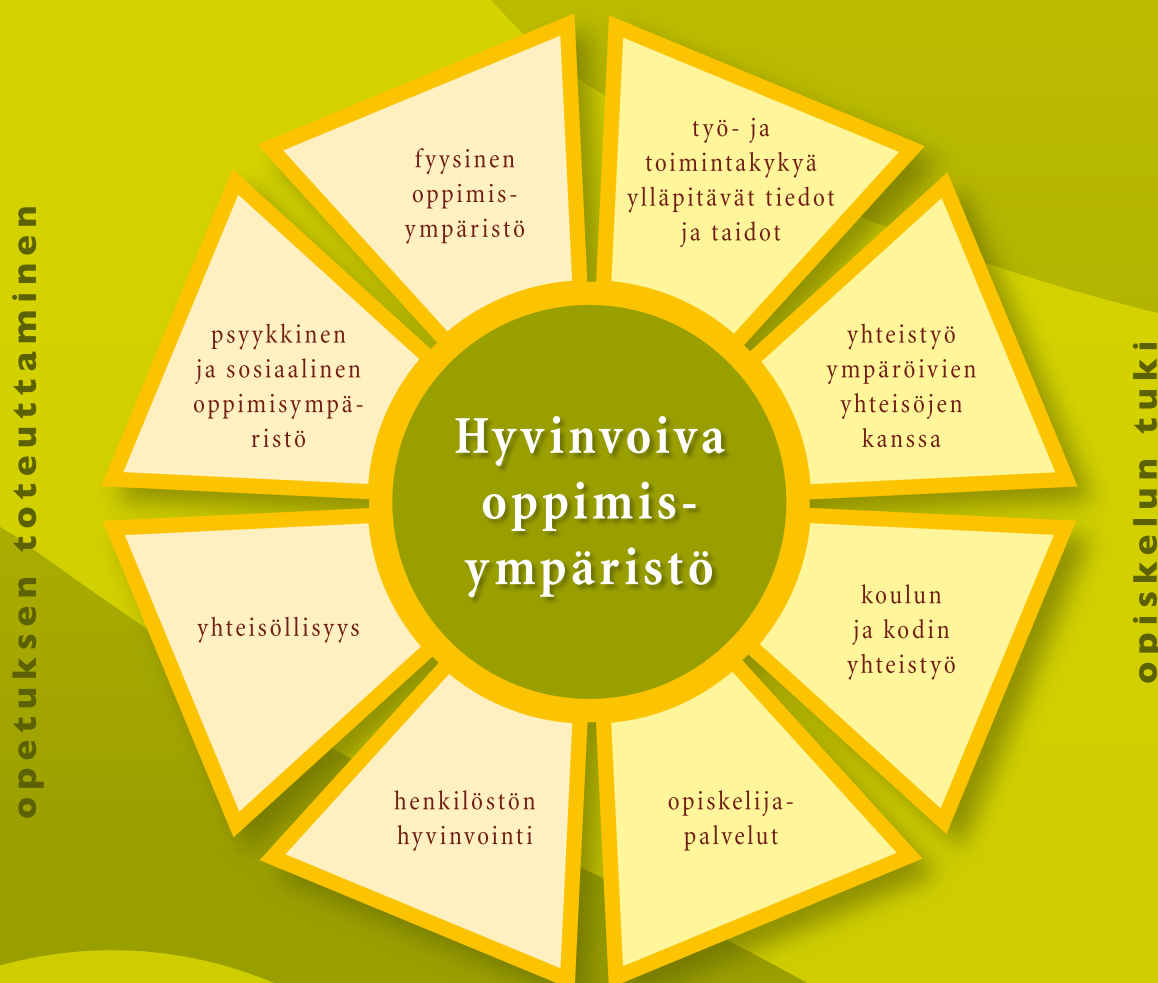 opetuksen toteuttaminen
fyysinen
oppimis-
ympäristö
työ- ja
toimintakykyä
ylläpitävät tiedot
ja taidot
psyykkinen
ja sosiaalinen
oppimisympä-
ristö
yhteistyö
ympäröivien
yhteisöjen
kanssa
Hyvinvoiva
oppimis-
ympäristö
yhteisöllisyys
koulun
ja kodin
yhteistyö
henkilöstön
hyvinvointi
opiskelija-
palvelut
opiskelun tuki